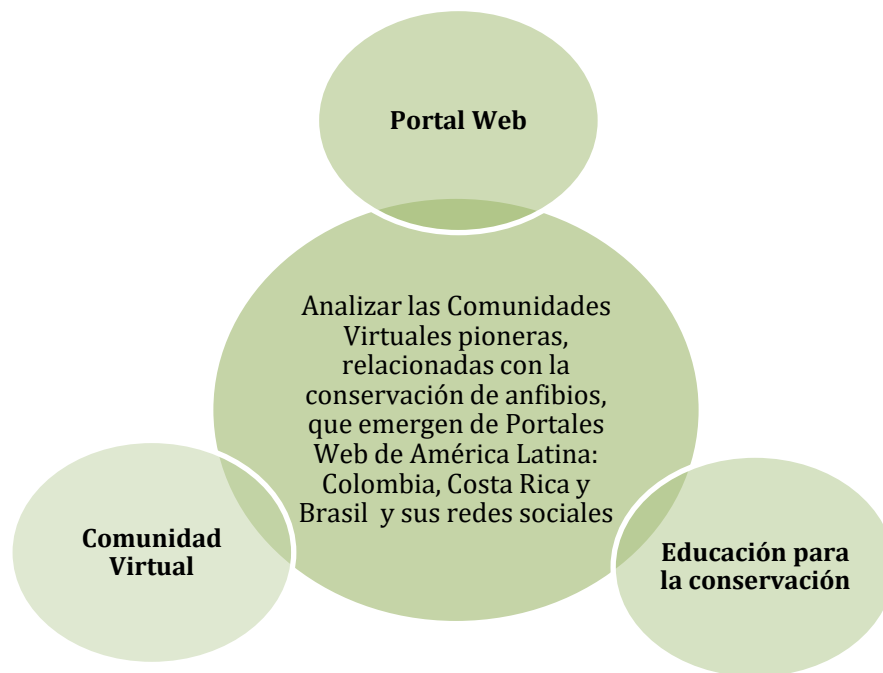 Portal Web
Analizar las Comunidades
Virtuales pioneras,
relacionadas con la
conservación de anfibios,
que emergen de Portales
Web de América Latina:
Colombia, Costa Rica y
Brasil  y sus redes sociales
Comunidad
Virtual
Educación para
la conservación